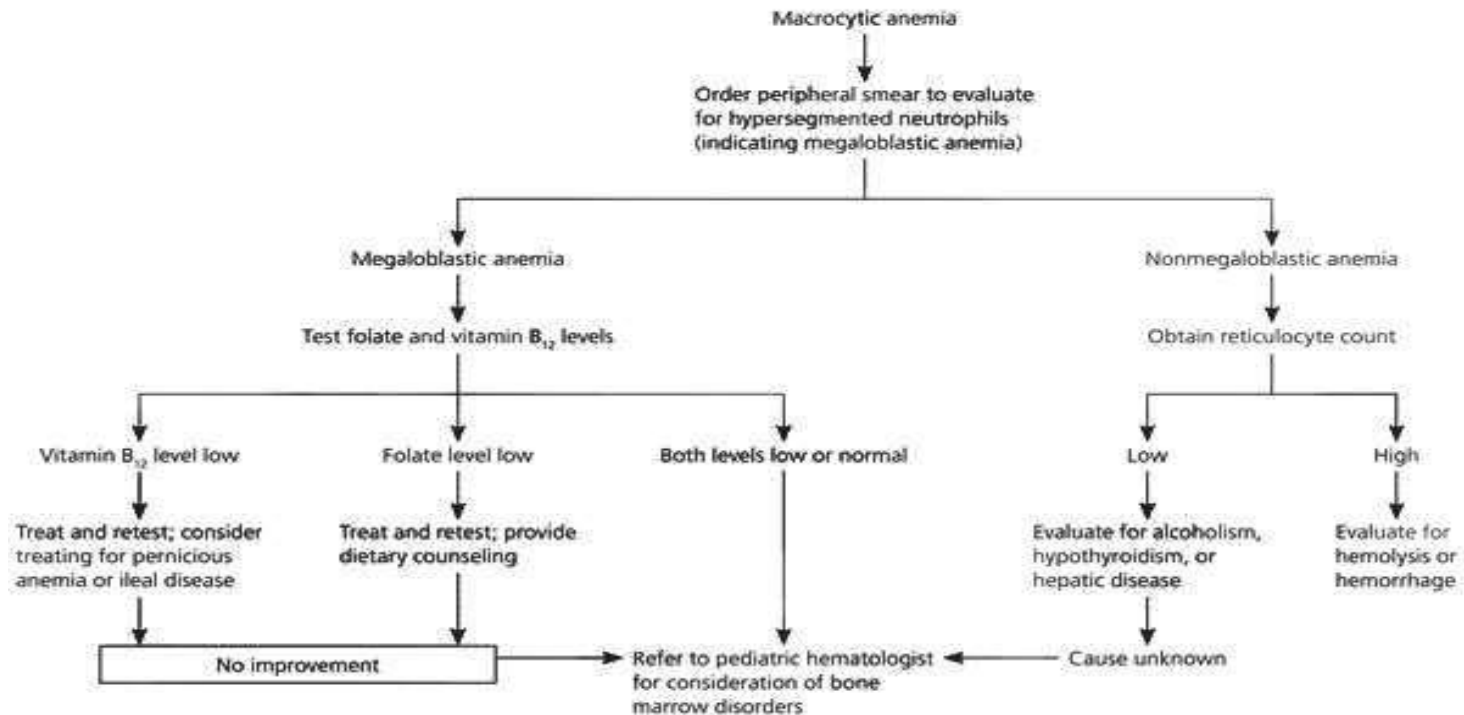 Macrocytic anemia
Order peripheral smear to evaluate
for hypersegmented neutrophils
(indicating megaloblastic anemia)
Megaloblastic anemia
Nonmegaloblastic anemia
Test folate and vitamin B₁₂ levels
Obtain reticulocyte count
Vitamin B₁₂ level low
Folate level low
Both levels low or normal
Low
High
Treat and retest; consider
treating for pernicious
anemia or ileal disease
Treat and retest; provide
dietary counseling
Evaluate for alcoholism,
hypothyroidism, or
hepatic disease
Evaluate for
hemolysis or
hemorrhage
No improvement
Refer to pediatric hematologist
for consideration of bone
marrow disorders
Cause unknown